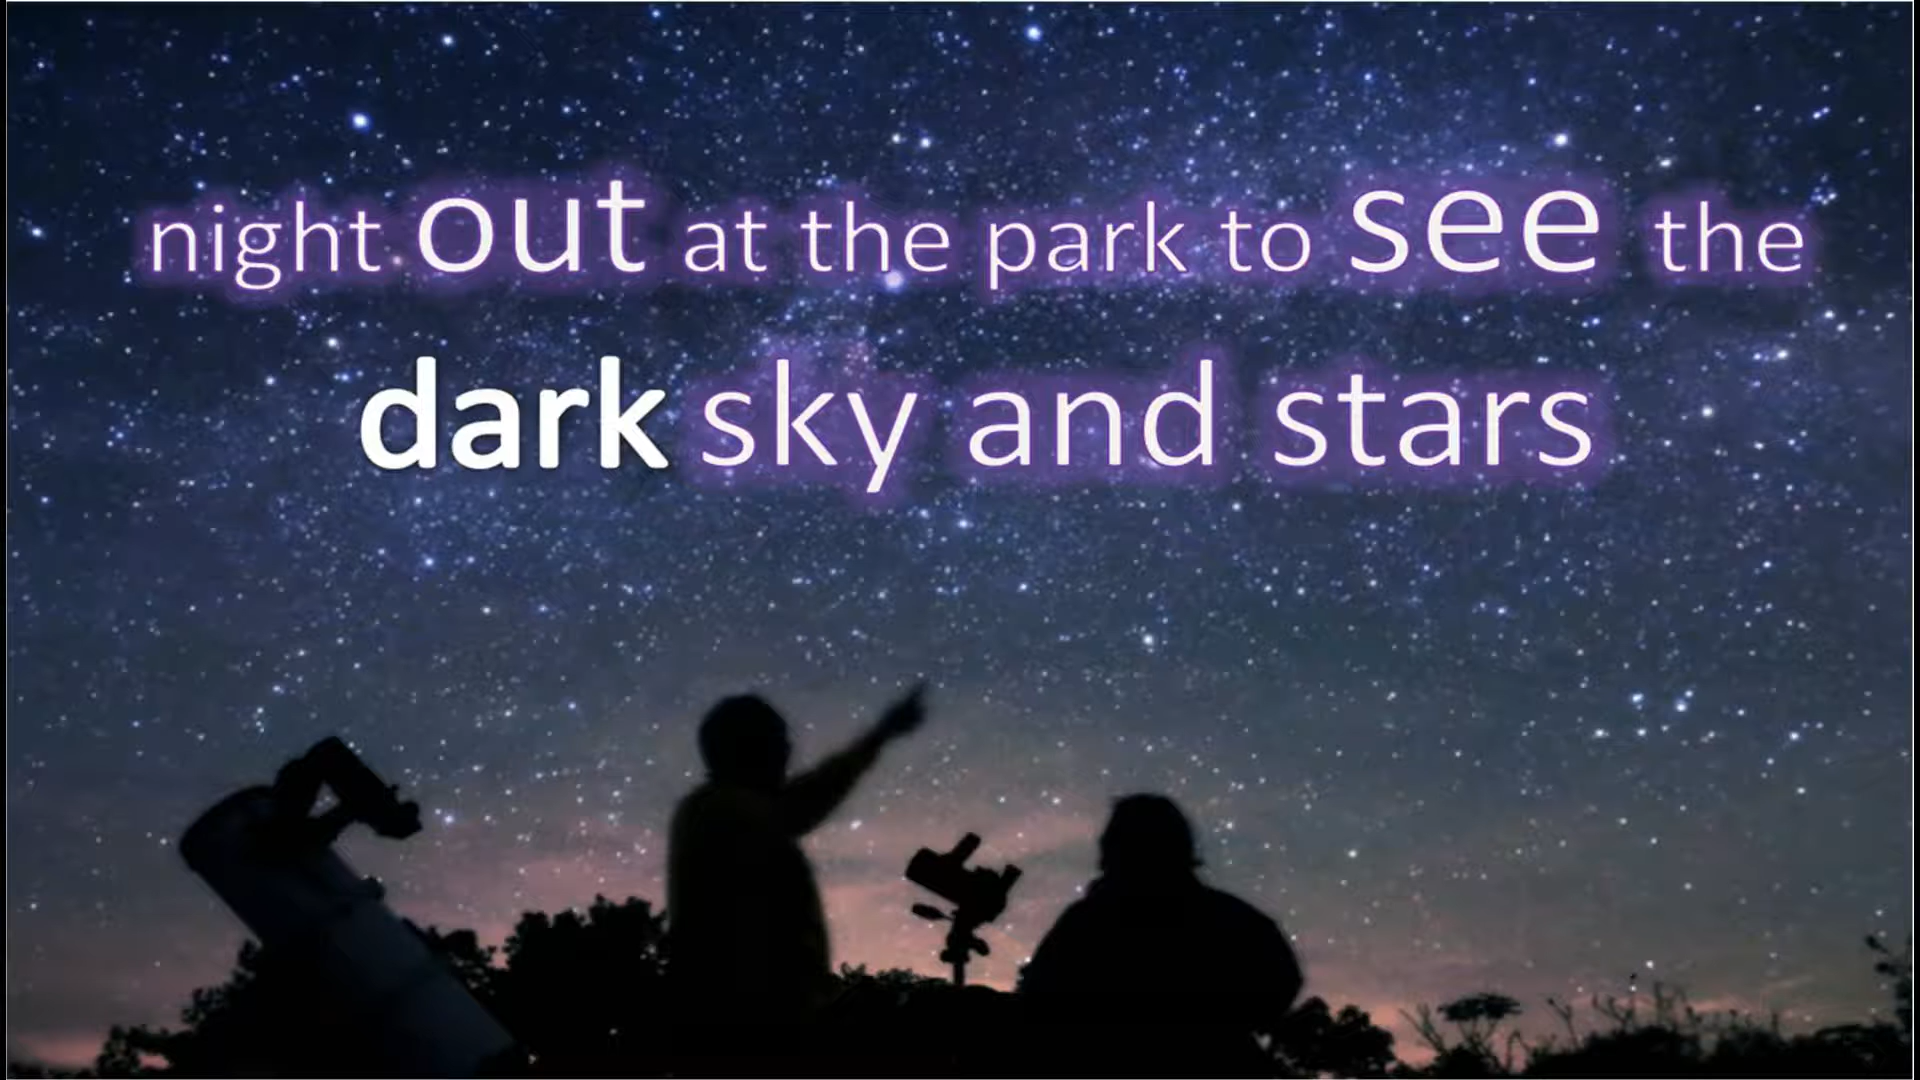 night out at the park to see the
dark sky and stars